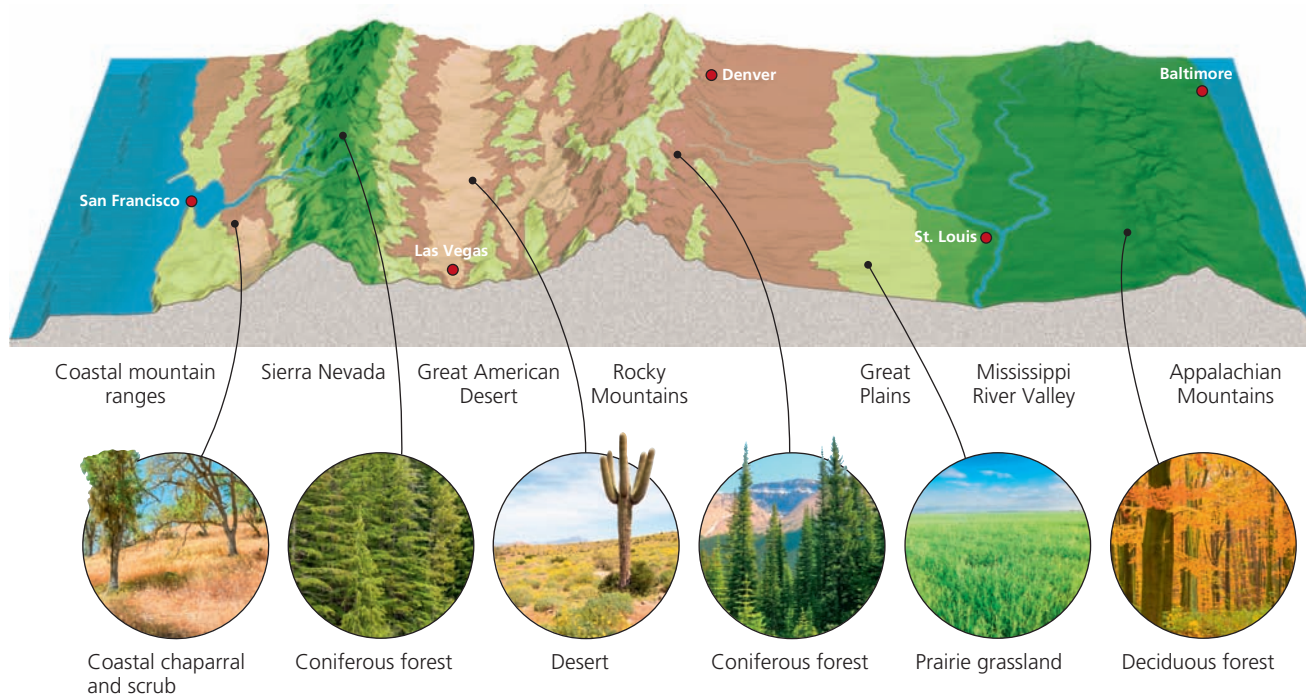 Denver
Baltimore
San Francisco
St. Louis
Las Vegas
Coastal mountain
ranges
Sierra Nevada
Great American
Desert
Rocky
Mountains
Great
Plains
Mississippi
River Valley
Appalachian
Mountains
Coastal chaparral
and scrub
Coniferous forest
Desert
Coniferous forest
Prairie grassland
Deciduous forest